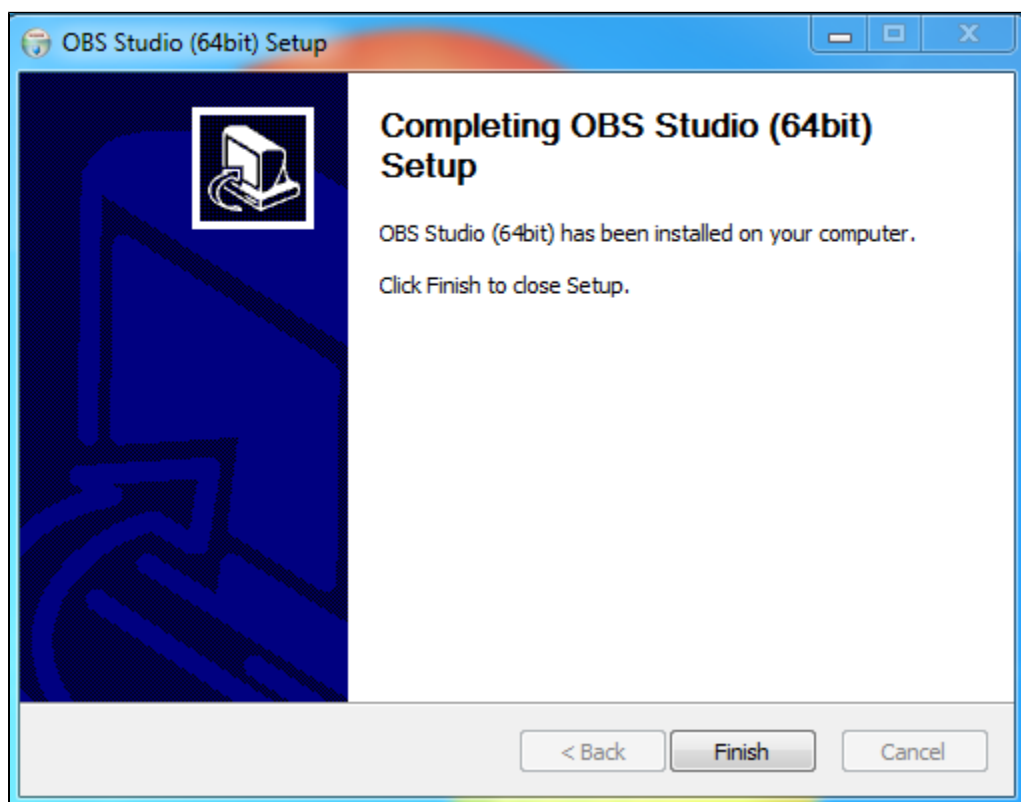 OBS Studio (64bit) Setup
Completing OBS Studio (64bit)
Setup
OBS Studio (64bit) has been installed on your computer.
Click Finish to close Setup.
< Back
Finish
Cancel